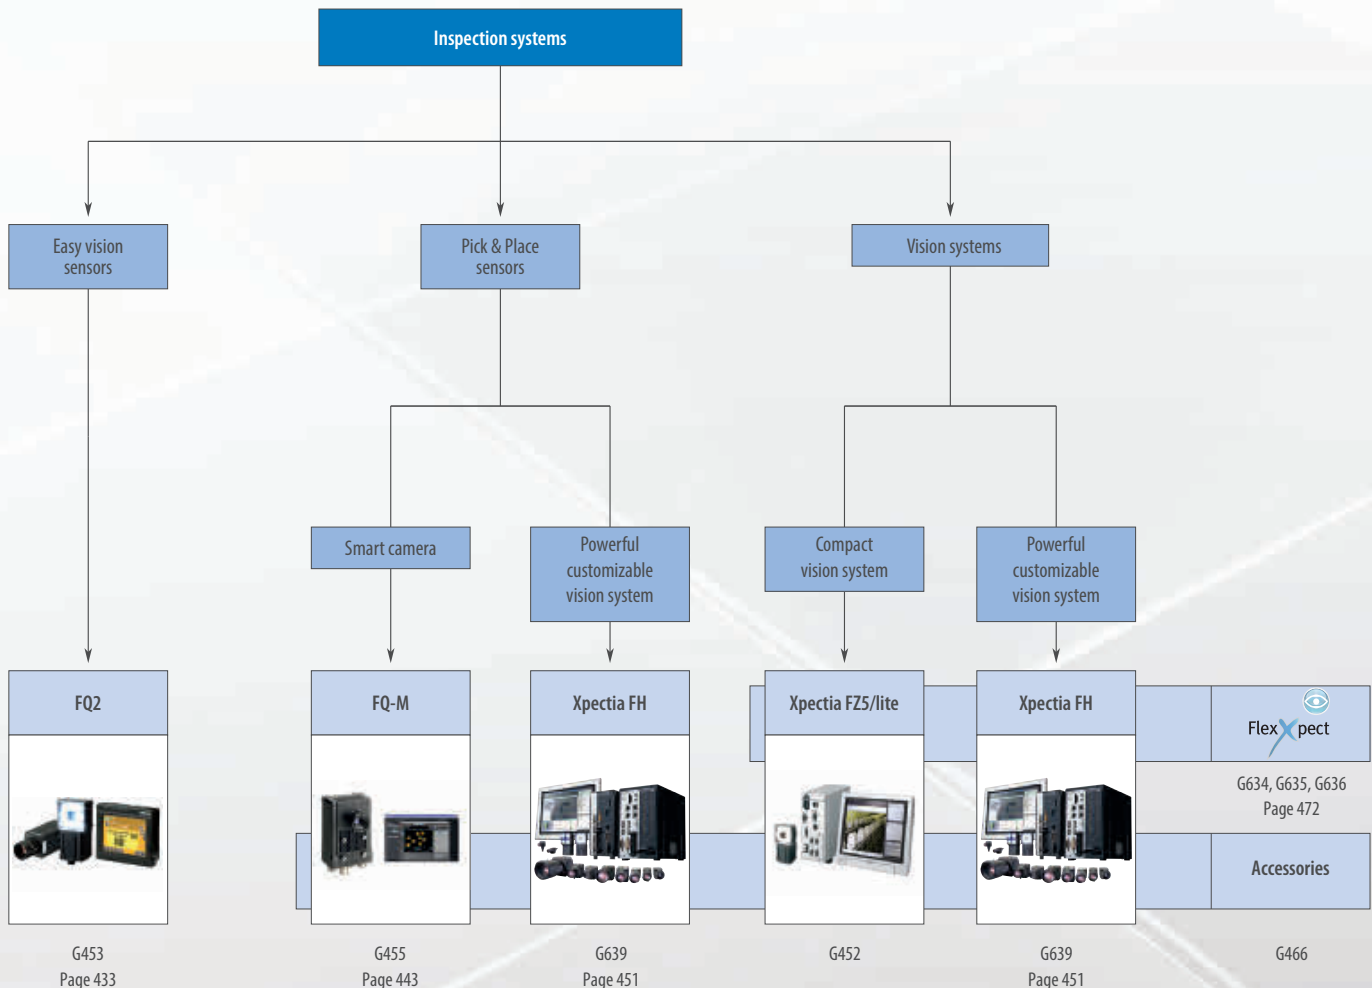 Inspection systems
Easy vision
sensors
Pick & Place
sensors
Vision systems
Smart camera
Powerful
customizable
vision system
Compact
vision system
Powerful
customizable
vision system
FQ2
FQ-M
Xpectia FH
Xpectia FZ5/lite
Xpectia FH
FlexXpect
G634, G635, G636
Page 472
Accessories
G453
Page 433
G455
Page 443
G639
Page 451
G452
G639
Page 451
G466